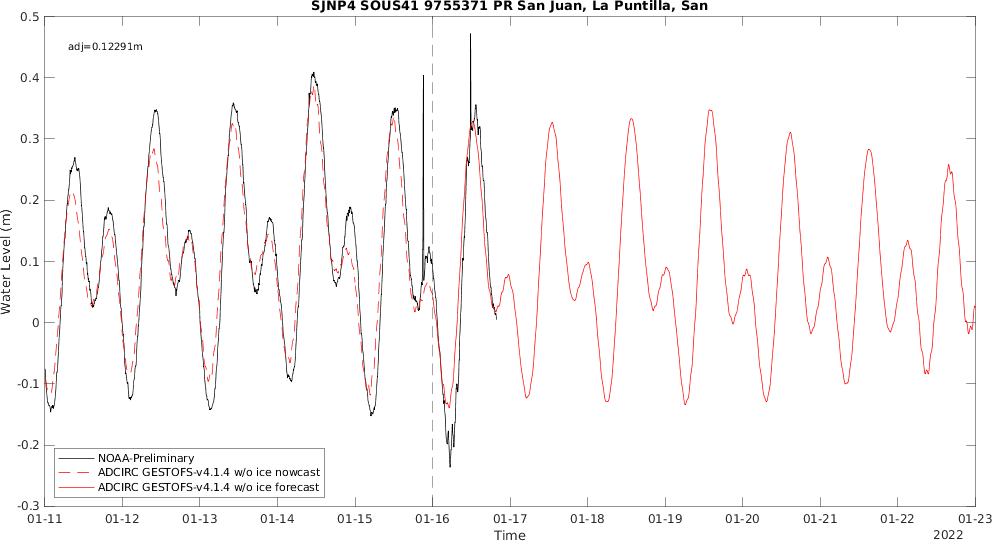 SJNP4 SOUS41 9755371 PR San Juan, La Puntilla, San
adj=0.12291m
0.5
0.4
0.3
0.2
0.1
0
-0.1
-0.2
-0.3
Water Level (m)
NOAA-Preliminary
ADCIRC GESTOFS-v4.1.4 w/o ice nowcast
ADCIRC GESTOFS-v4.1.4 w/o ice forecast
01-11 01-12 01-13 01-14 01-15 01-16 01-17 01-18 01-19 01-20 01-21 01-22 01-23
Time
2022